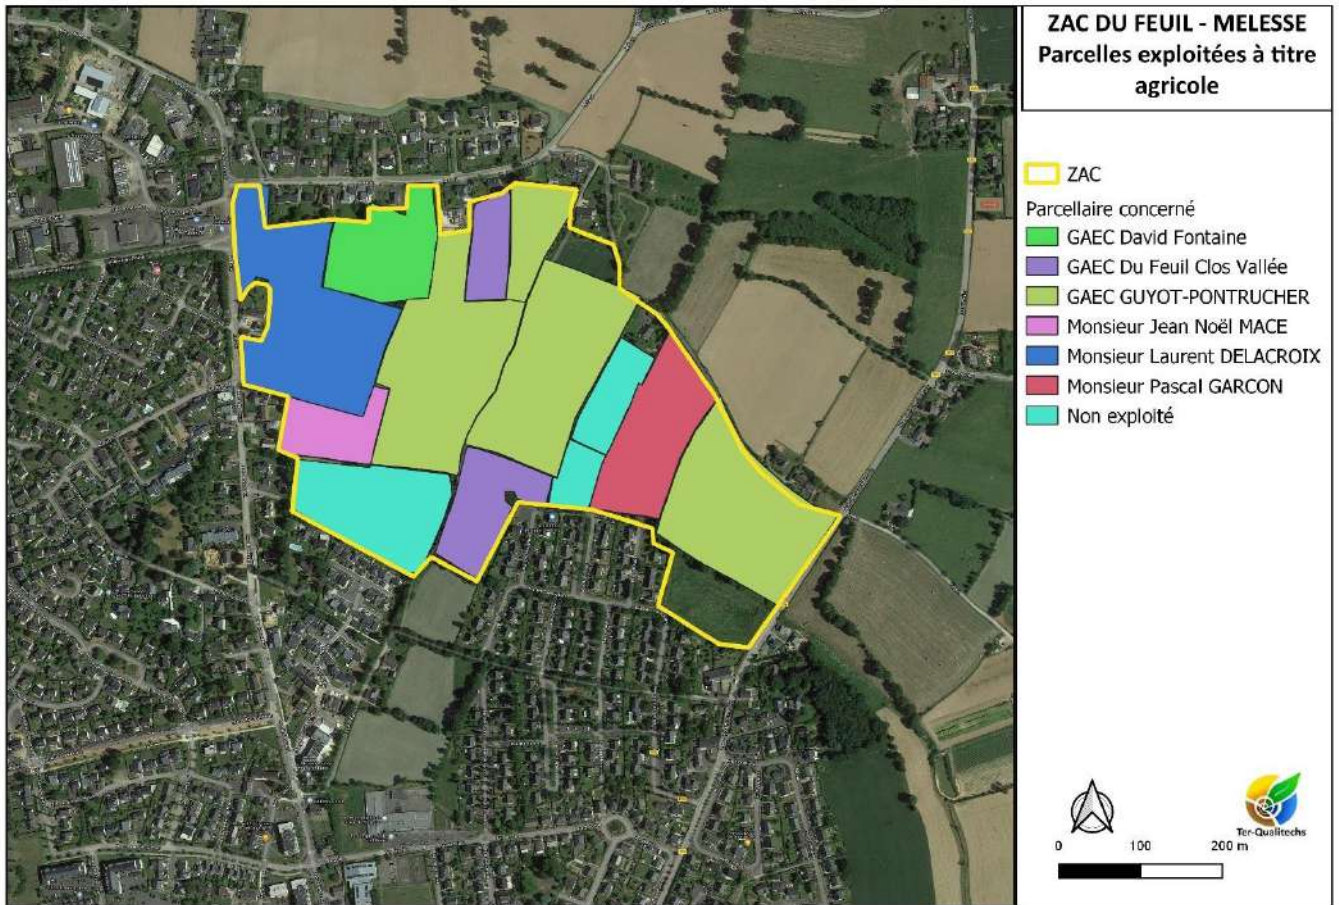 ZAC DU FEUIL - MELESSE
Parcelles exploitées à titre
agricole
ZAC
Parcellaire concerné
GAEC David Fontaine
GAEC Du Feuil Clos Vallée
GAEC GUYOT-PONTRUCHER
Monsieur Jean Noël MACE
Monsieur Laurent DELACROIX
Monsieur Pascal GARCON
Non exploité
Ter-Qualitechs
0 100 200 m